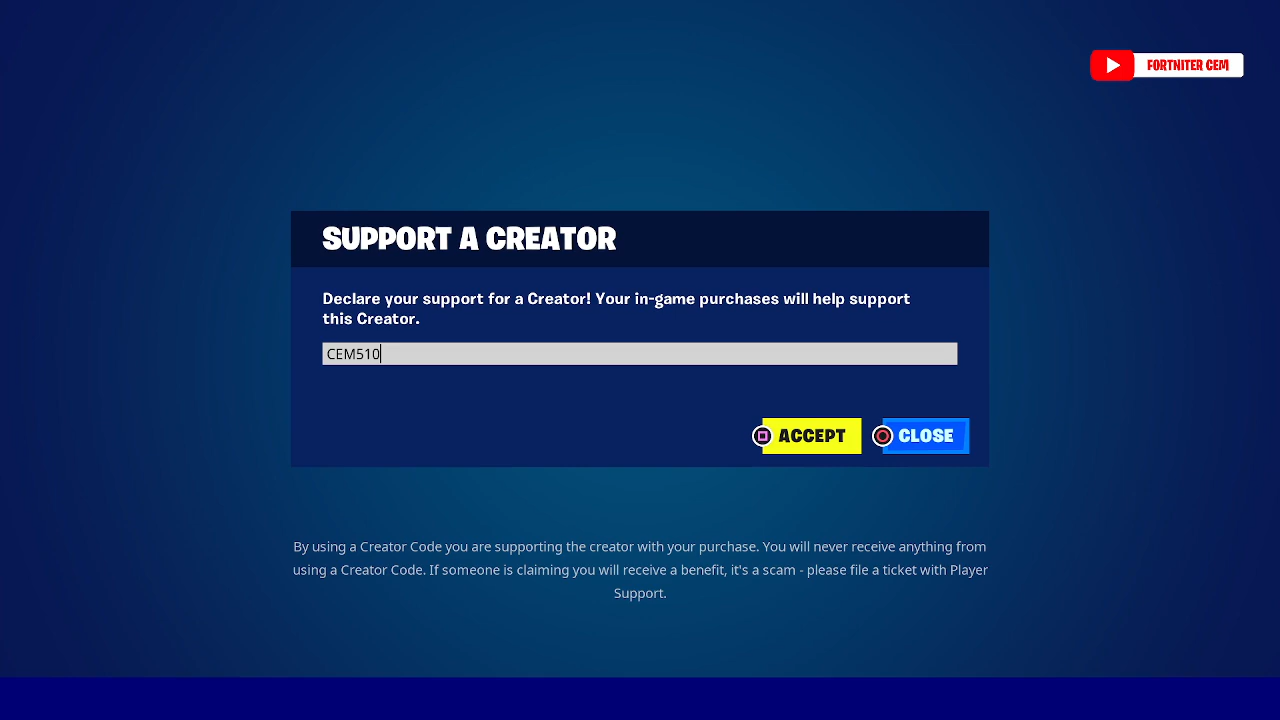 FORTNITER CEM
SUPPORT A CREATOR
Declare your support for a Creator! Your in-game purchases will help support
this Creator.
CEM510
ACCEPT
CLOSE
By using a Creator Code you are supporting the creator with your purchase. You will never receive anything from
using a Creator Code. If someone is claiming you will receive a benefit, it's a scam - please file a ticket with Player
Support.